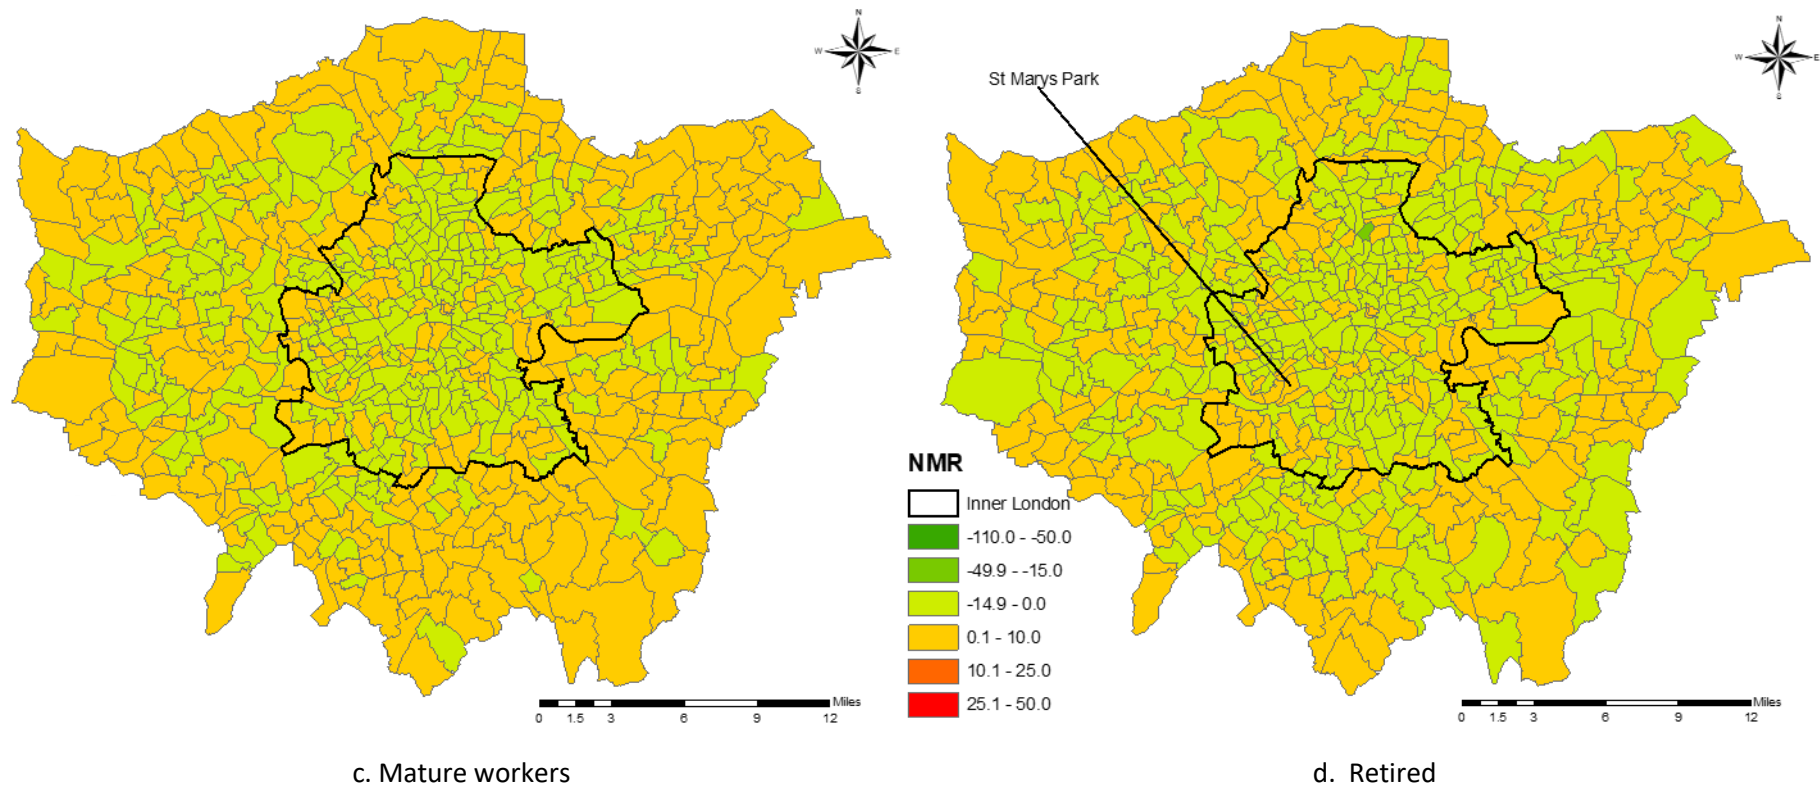 N
W E
S
N
W E
S
St Marys Park
NMR
Inner London
-110.0 - -50.0
-49.9 - -15.0
-14.9 - 0.0
0.1 - 10.0
10.1 - 25.0
25.1 - 50.0
Miles
0 1.5 3 6 9 12
Miles
0 1.5 3 6 9 12
c. Mature workers
d. Retired